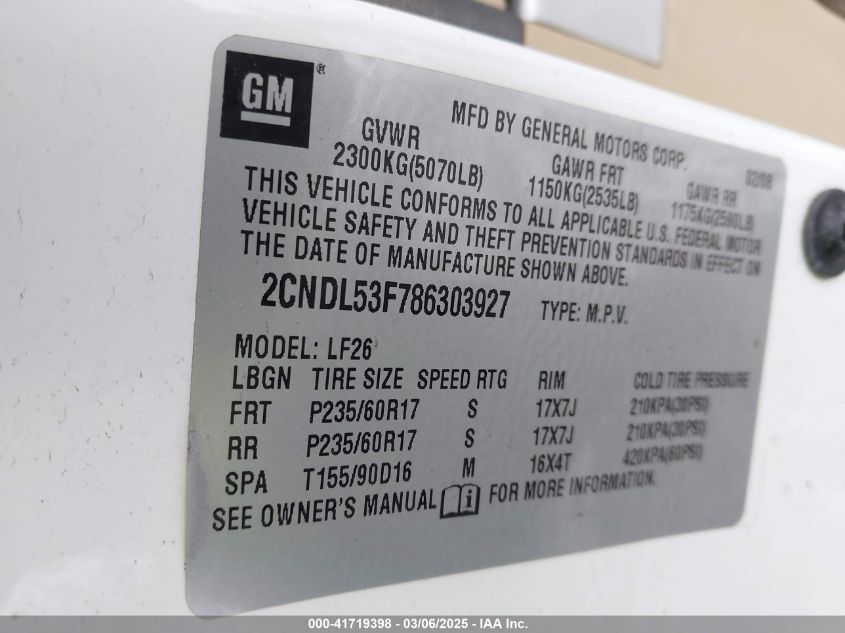 GM ®
MFD BY GENERAL MOTORS CORP. 02/08
GVWR GAWR FRT GAWR RR
2300KG(5070LB) 1150KG(2535LB) 1175KG(2590LB)
THIS VEHICLE CONFORMS TO ALL APPLICABLE U.S. FEDERAL MOTOR
VEHICLE SAFETY AND THEFT PREVENTION STANDARDS IN EFFECT ON
THE DATE OF MANUFACTURE SHOWN ABOVE.
2CNDL53F786303927 TYPE: M.P.V.
MODEL: LF26
LBGN TIRE SIZE SPEED RTG RIM COLD TIRE PRESSURE
FRT P235/60R17 S 17X7J 210KPA(30PSI)
RR P235/60R17 S 17X7J 210KPA(30PSI)
SPA T155/90D16 M 16X4T 420KPA(60PSI)
SEE OWNER'S MANUAL i FOR MORE INFORMATION.
000-41719398 - 03/06/2025 - IAA Inc.